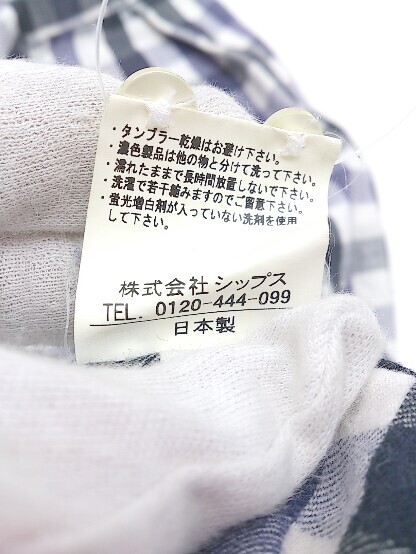 ・タンブラー乾燥はお避け下さい。
・濃色製品は他の物と分けて洗って下さい。
・濡れたままで長時間放置しないで下さい。
・洗濯で若干縮みますのでご留意下さい。
・蛍光増白剤が入っていない洗剤を使用
して下さい。
株式会社 シップス
TEL. 0120-444-099
日本製